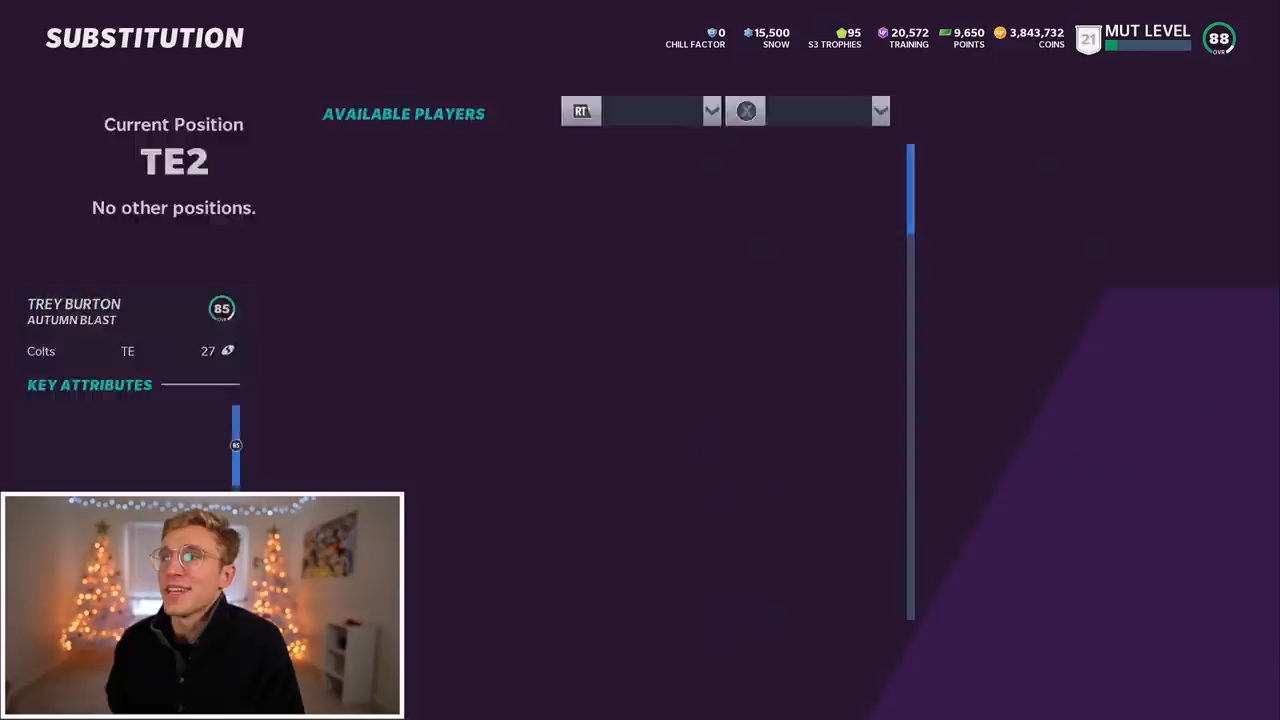 SUBSTITUTION
0
CHILL FACTOR
15,500
SNOW
95
S3 TROPHIES
20,572
TRAINING
9,650
POINTS
3,843,732
COINS
21
MUT LEVEL
88
OVR
Current Position
TE2
No other positions.
AVAILABLE PLAYERS
RT
X
TREY BURTON
AUTUMN BLAST
85
OVR
Colts
TE
27
KEY ATTRIBUTES